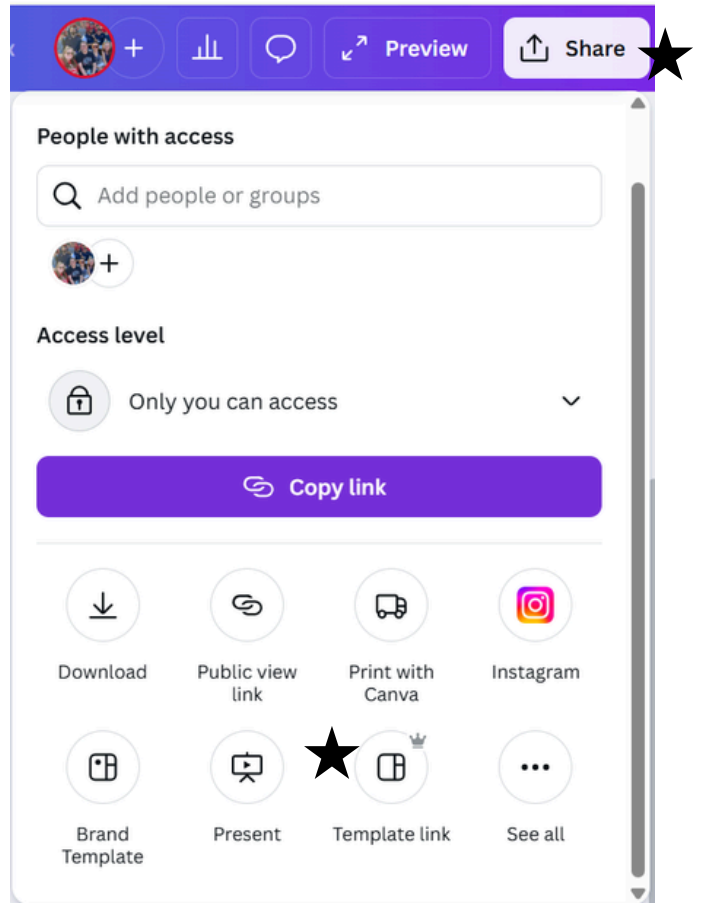 Preview
Share
People with access
Add people or groups
Access level
Only you can access
Copy link
Download
Public view
link
Print with
Canva
Instagram
Brand
Template
Present
Template link
See all